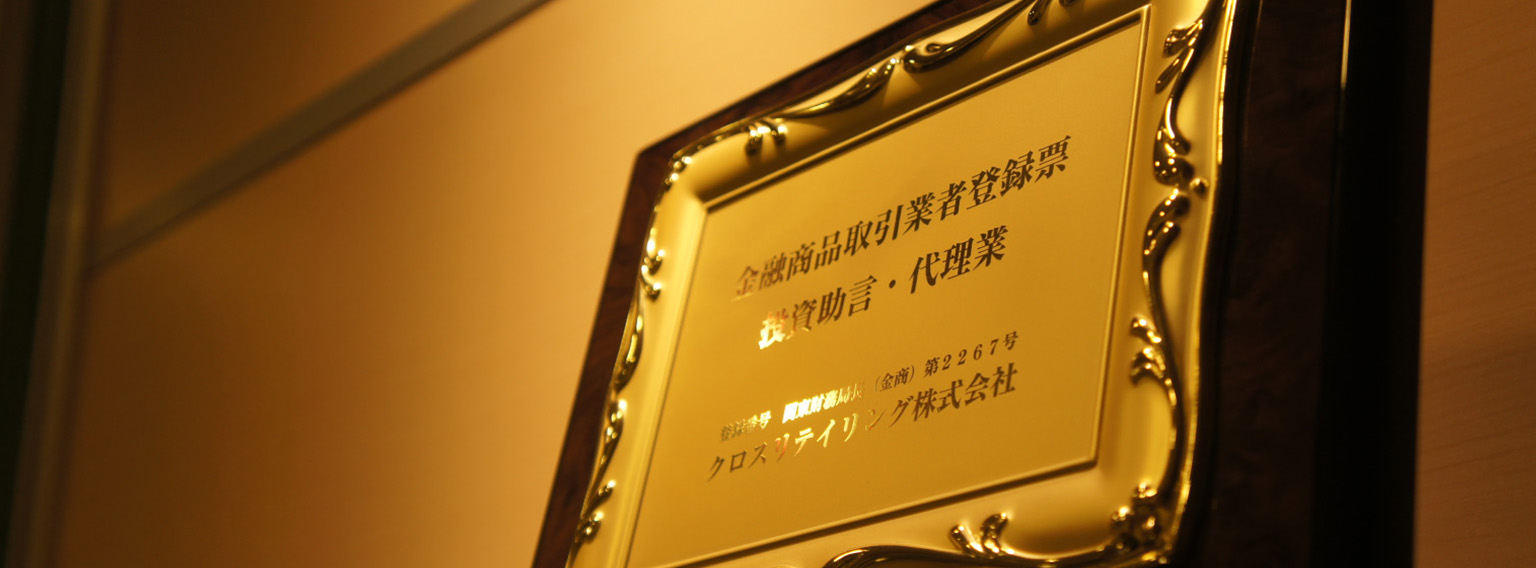 金融商品取引業者登録票
投資助言・代理業
登録番号 関東財務局長（金商）第２２６７号
クロスリテイリング株式会社